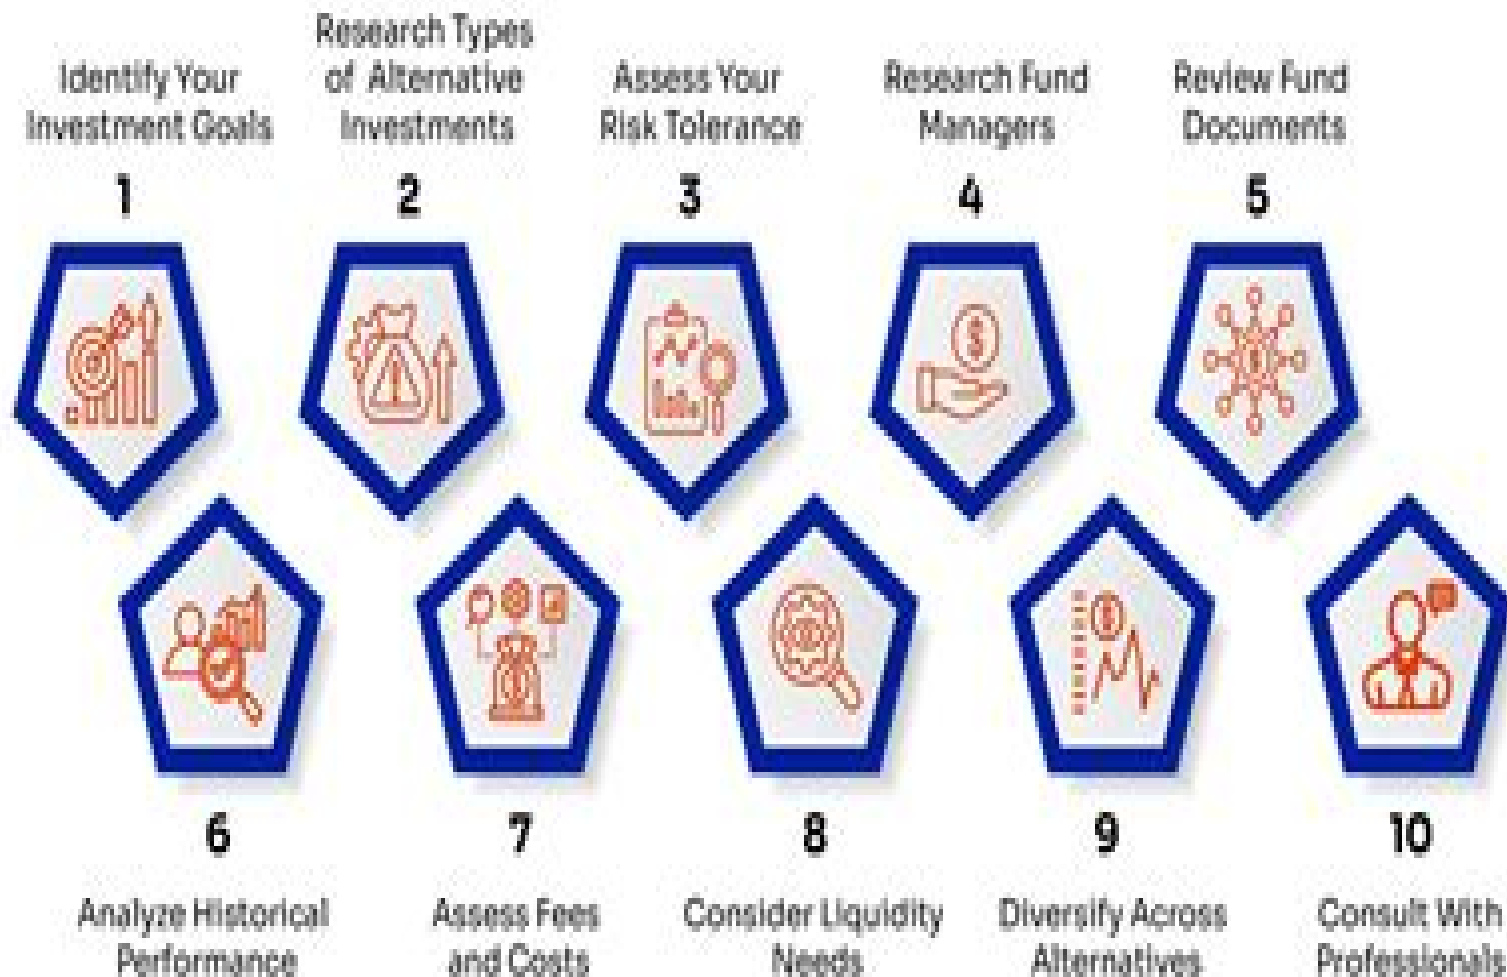 Identify Your
Investment Goals
1
Research Types
of Alternative
Investments
2
Assess Your
Risk Tolerance
3
Research Fund
Managers
4
Review Fund
Documents
5
6
Analyze Historical
Performance
7
Assess Fees
and Costs
8
Consider Liquidity
Needs
9
Diversify Across
Alternatives
10
Consult With
Professionals